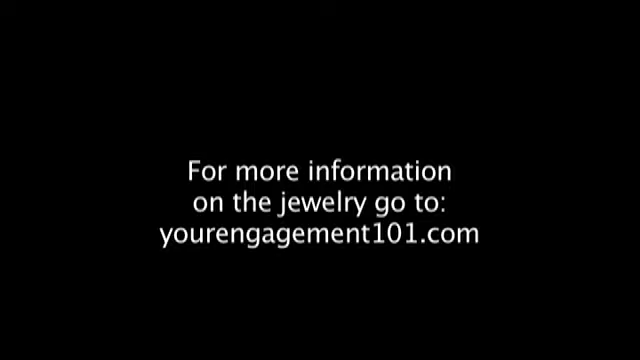 For more information
on the jewelry go to:
yourengagement101.com